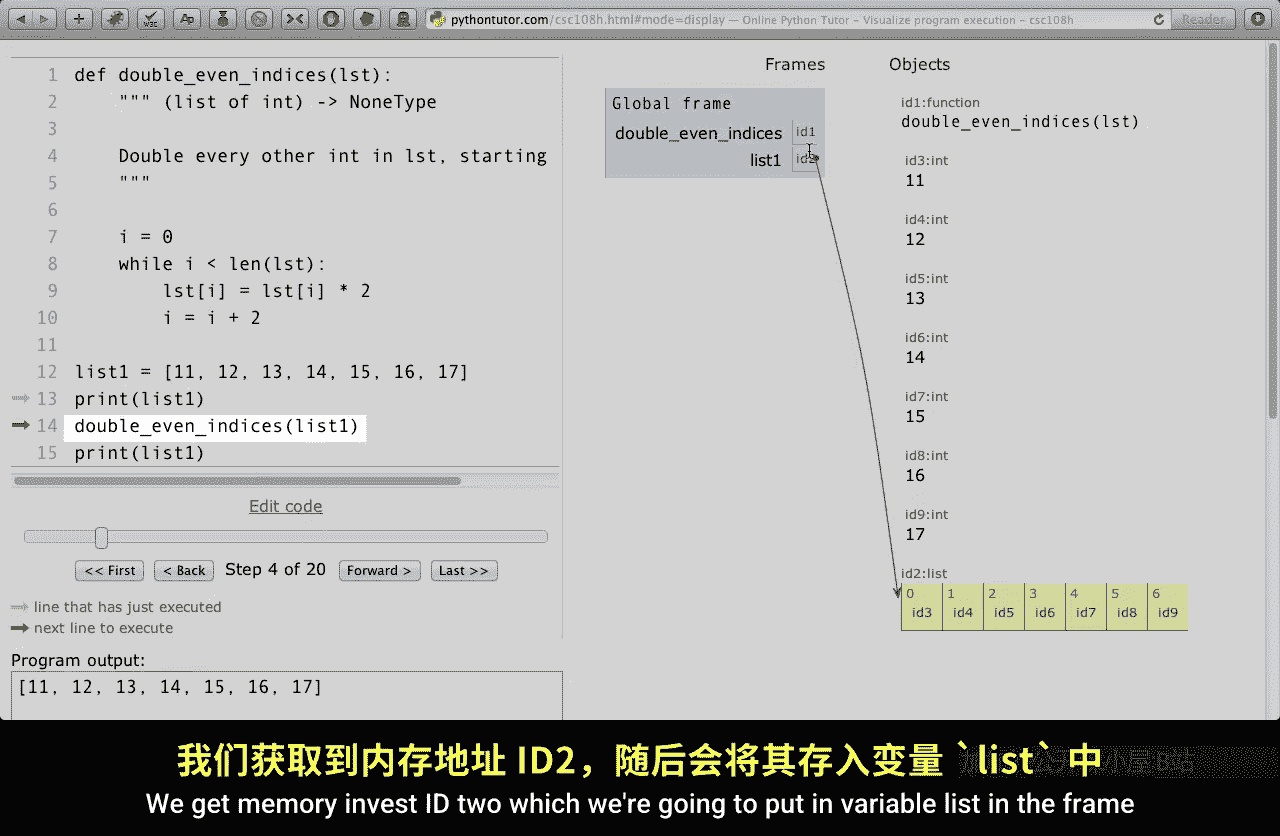 pythontutor.com/csc108h.html#mode=display — Online Python Tutor – Visualize program execution – csc108h
Reader
1 def double_even_indices(lst):
2 """ (list of int) -> NoneType
3
4 Double every other int in lst, starting
5 """
6
7 i = 0
8 while i < len(lst):
9 lst[i] = lst[i] * 2
10 i = i + 2
11
12 list1 = [11, 12, 13, 14, 15, 16, 17]
13 print(list1)
14 double_even_indices(list1)
15 print(list1)
Edit code
<< First < Back Step 4 of 20 Forward > Last >>
line that has just executed
next line to execute
Program output:
[11, 12, 13, 14, 15, 16, 17]
Frames
Global frame
double_even_indices id1
list1 id2
Objects
id1:function
double_even_indices(lst)
id3:int
11
id4:int
12
id5:int
13
id6:int
14
id7:int
15
id8:int
16
id9:int
17
id2:list
0 1 2 3 4 5 6
id3 id4 id5 id6 id7 id8 id9
我们获取到内存地址 ID2，随后会将其存入变量 `list` 中
We get memory invest ID two which we're going to put in variable list in the frame